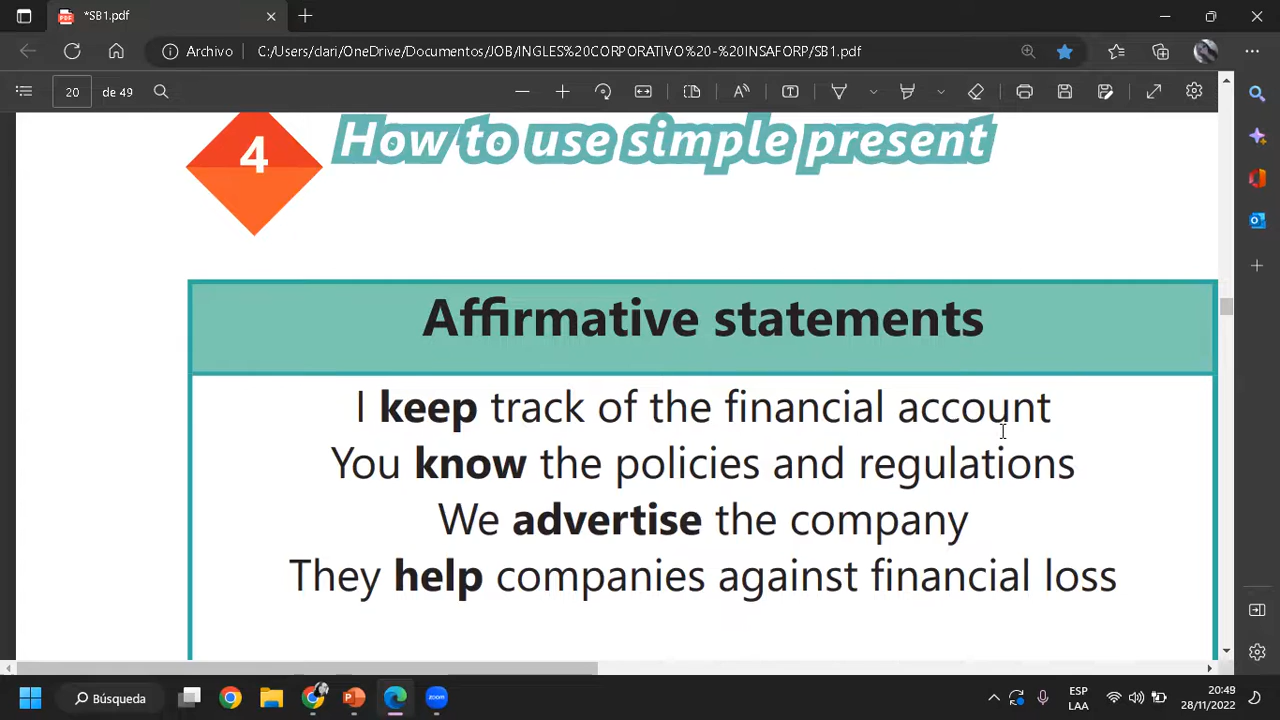 *SB1.pdf
Archivo
C:/Users/clari/OneDrive/Documentos/JOB/INGLES%20CORPORATIVO%20-%20INSAFORP/SB1.pdf
20 de 49
4
How to use simple present
Affirmative statements
I keep track of the financial account
You know the policies and regulations
We advertise the company
They help companies against financial loss
Búsqueda
zoom
ESP
LAA
20:49
28/11/2022